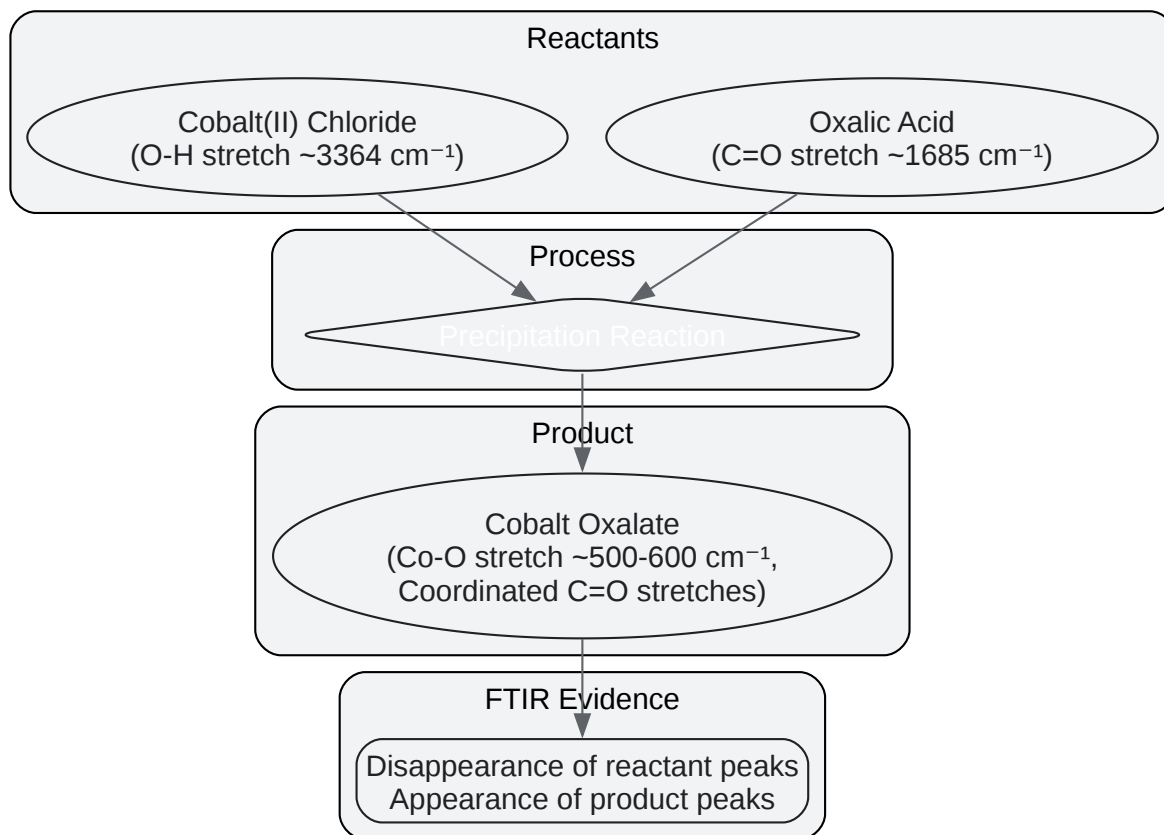 Reactants
Cobalt(II) Chloride
(O-H stretch ~3364 cm⁻¹)
Oxalic Acid
(C=O stretch ~1685 cm⁻¹)
Process
Precipitation Reaction
Product
Cobalt Oxalate
(Co-O stretch ~500-600 cm⁻¹,
Coordinated C=O stretches)
FTIR Evidence
Disappearance of reactant peaks
Appearance of product peaks